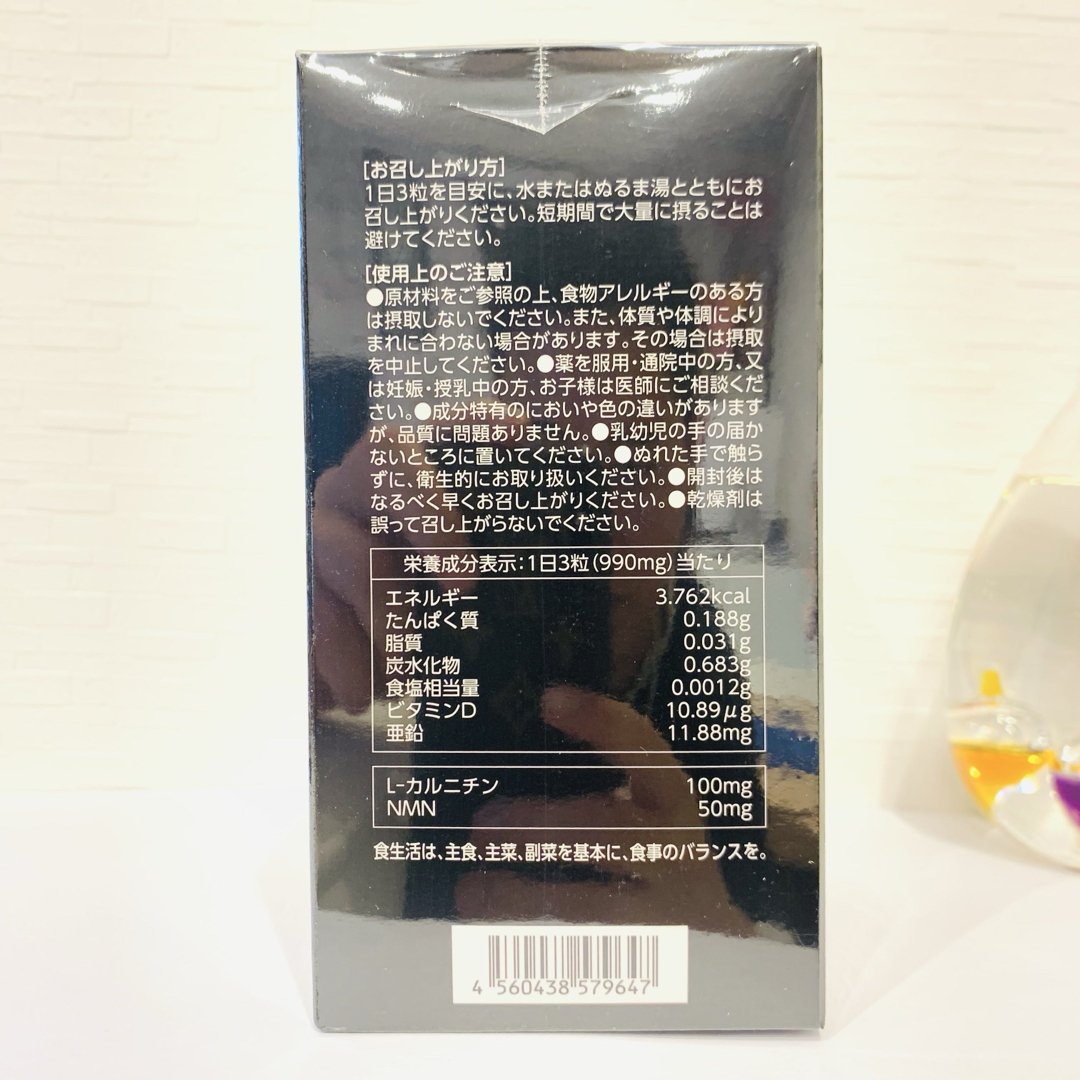 [お召し上がり方]
1日3粒を目安に、水またはぬるま湯とともにお
召し上がりください。短期間で大量に摂ることは
避けてください。
[使用上のご注意]
●原材料をご参照の上、食物アレルギーのある方
は摂取しないでください。また、体質や体調により
まれに合わない場合があります。その場合は摂取
を中止してください。●薬を服用・通院中の方、又
は妊娠・授乳中の方、お子様は医師にご相談くだ
さい。●成分特有のにおいや色の違いがあります
が、品質に問題ありません。●乳幼児の手の届か
ないところに置いてください。●ぬれた手で触ら
ずに、衛生的にお取り扱いください。●開封後は
なるべく早くお召し上がりください。●乾燥剤は
誤って召し上がらないでください。
栄養成分表示:1日3粒(990mg)当たり
エネルギー 3.762kcal
たんぱく質 0.188g
脂質 0.031g
炭水化物 0.683g
食塩相当量 0.0012g
ビタミンD 10.89μg
亜鉛 11.88mg
L-カルニチン 100mg
NMN 50mg
食生活は、主食、主菜、副菜を基本に、食事のバランスを。
4 560438 579647